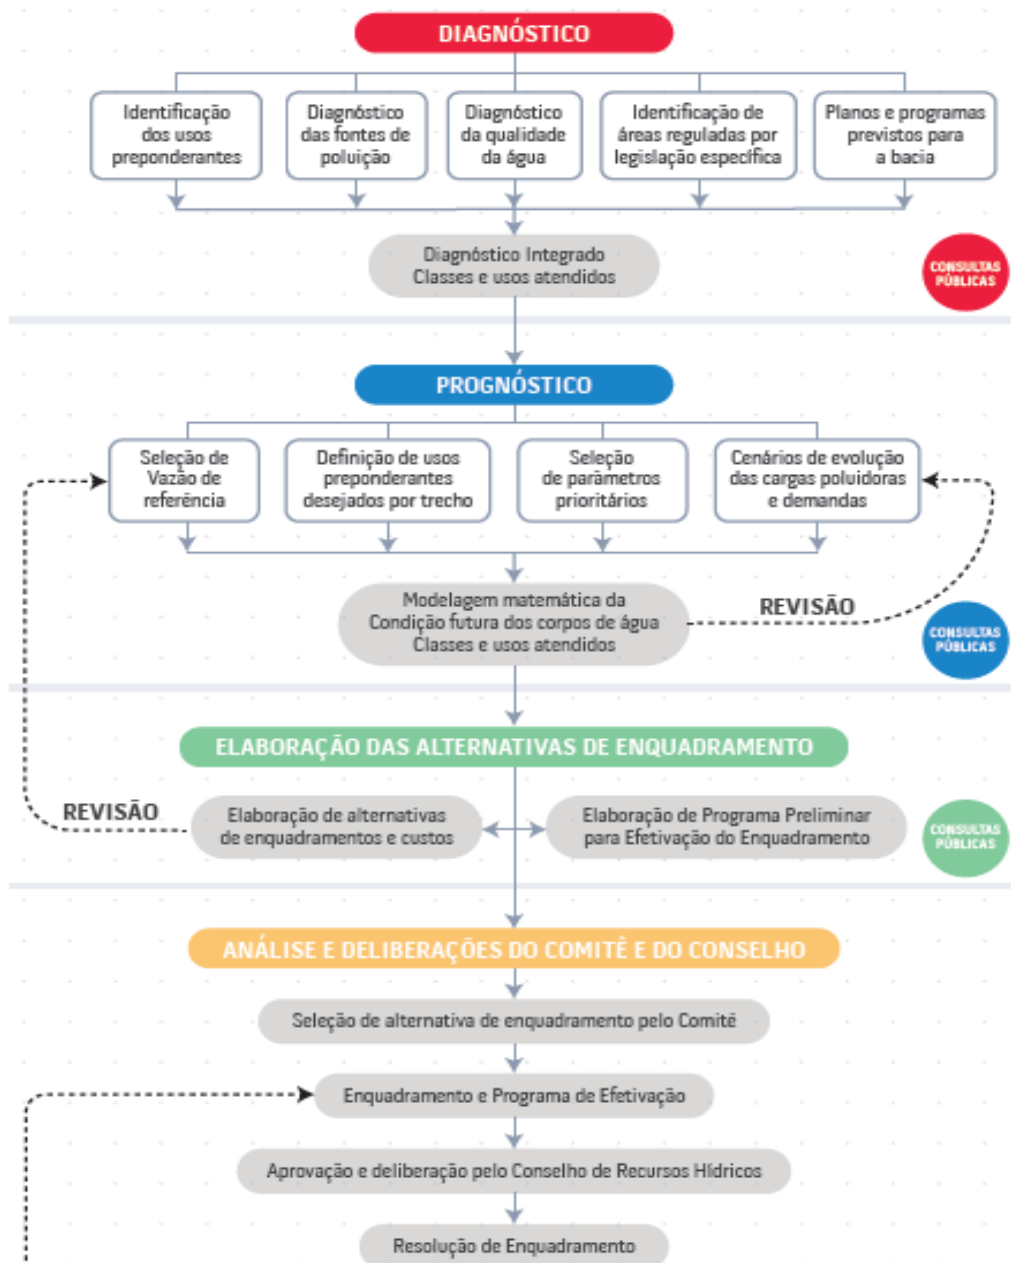 DIAGNÓSTICO
Identificação
dos usos
preponderantes
Diagnóstico
das fontes de
poluição
Diagnóstico
da qualidade
da água
Identificação de
áreas reguladas por
legislação específica
Planos e programas
previstos para
a bacia
Diagnóstico Integrado
Classes e usos atendidos
CONSULTAS
PÚBLICAS
PROGNÓSTICO
Seleção de
Vazão de
referência
Definição de usos
preponderantes
desejados por trecho
Seleção
de parâmetros
prioritários
Cenários de evolução
das cargas poluidoras
e demandas
Modelagem matemática da
Condição futura dos corpos de água
Classes e usos atendidos
REVISÃO
CONSULTAS
PÚBLICAS
ELABORAÇÃO DAS ALTERNATIVAS DE ENQUADRAMENTO
REVISÃO
Elaboração de alternativas
de enquadramentos e custos
Elaboração de Programa Preliminar
para Efetivação do Enquadramento
CONSULTAS
PÚBLICAS
ANÁLISE E DELIBERAÇÕES DO COMITÊ E DO CONSELHO
Seleção de alternativa de enquadramento pelo Comitê
Enquadramento e Programa de Efetivação
Aprovação e deliberação pelo Conselho de Recursos Hídricos
Resolução de Enquadramento